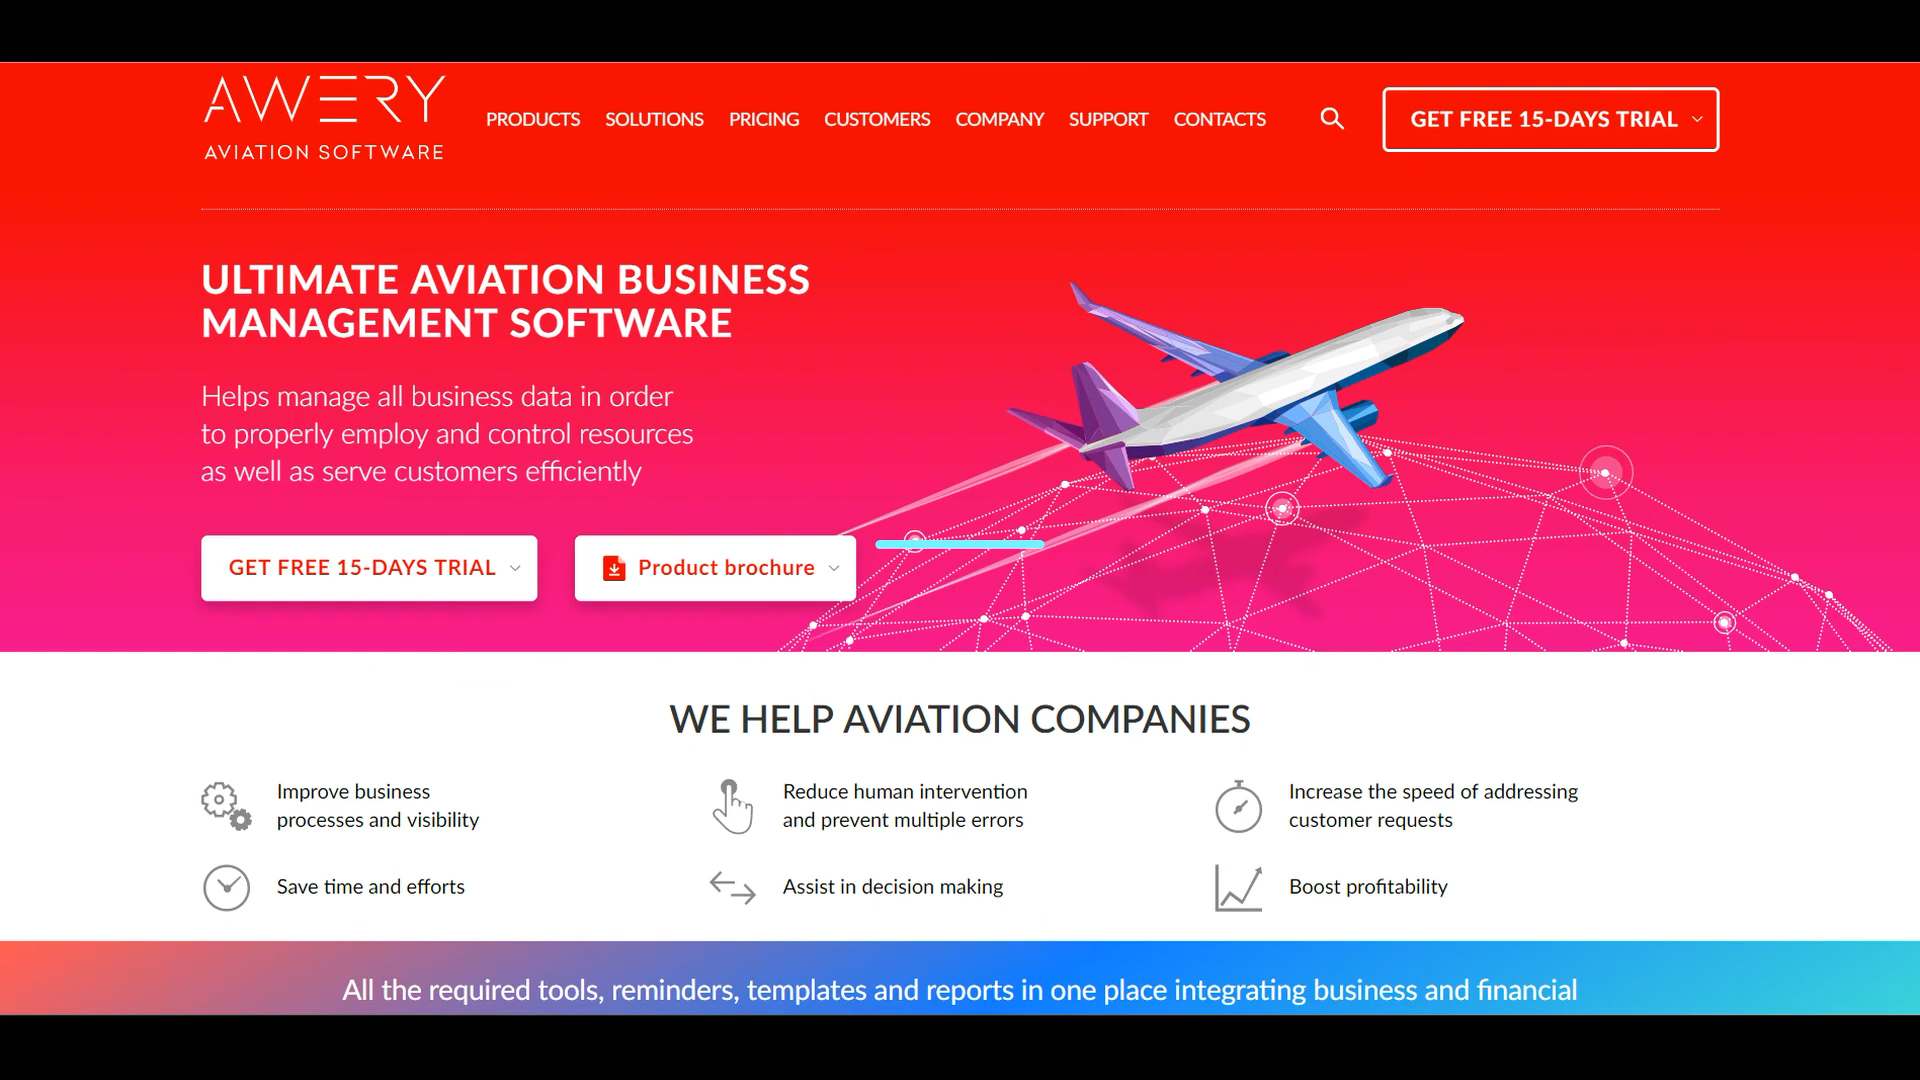 AWERY
AVIATION SOFTWARE
PRODUCTS SOLUTIONS PRICING CUSTOMERS COMPANY SUPPORT CONTACTS
GET FREE 15-DAYS TRIAL
ULTIMATE AVIATION BUSINESS
MANAGEMENT SOFTWARE
Helps manage all business data in order
to properly employ and control resources
as well as serve customers efficiently
GET FREE 15-DAYS TRIAL
Product brochure
WE HELP AVIATION COMPANIES
Improve business
processes and visibility
Reduce human intervention
and prevent multiple errors
Increase the speed of addressing
customer requests
Save time and efforts
Assist in decision making
Boost profitability
All the required tools, reminders, templates and reports in one place integrating business and financial